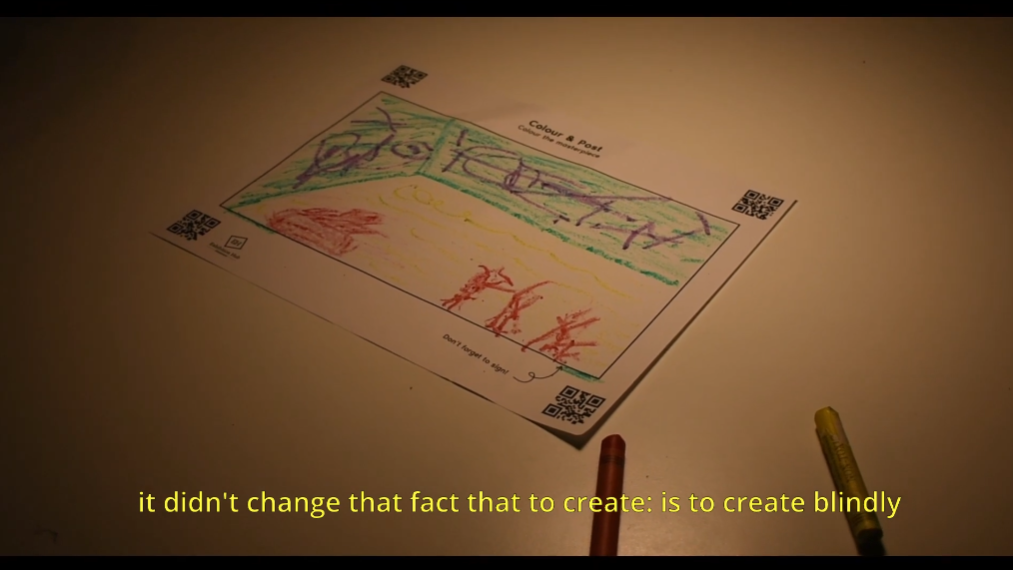 Colour & Post
Colour the masterpiece
Don't forget to sign!
it didn't change that fact that to create: is to create blindly